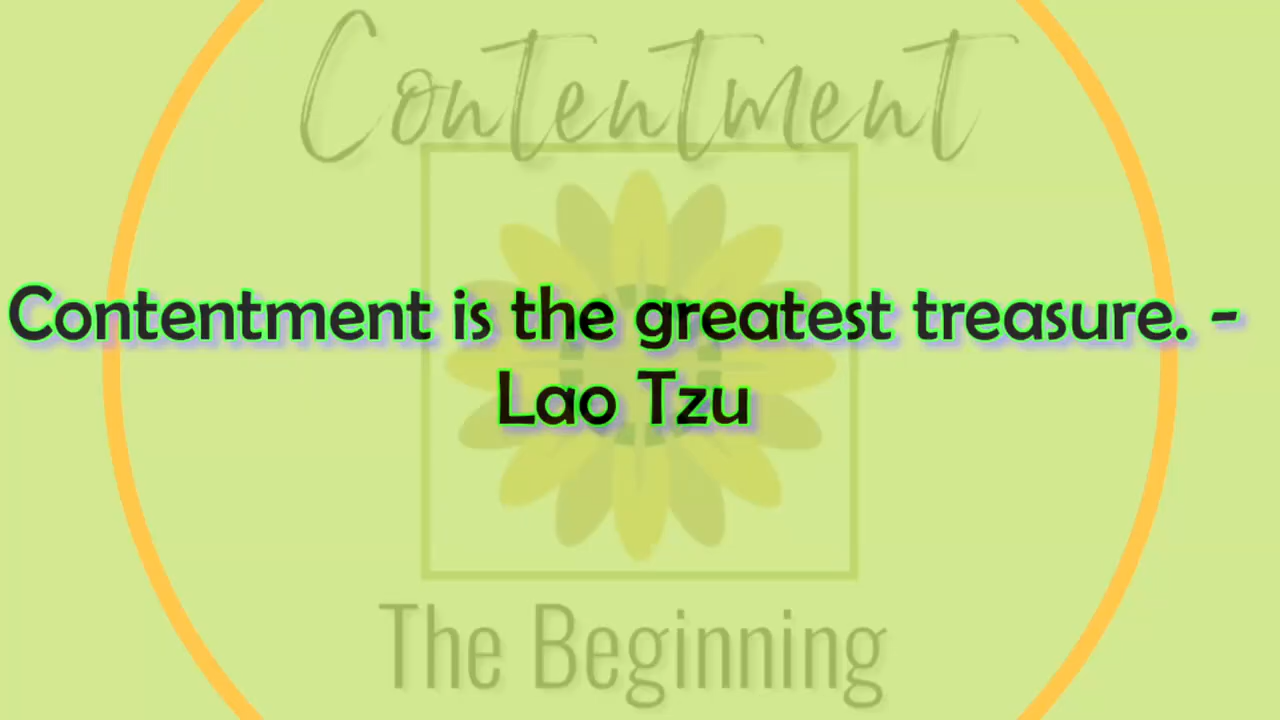 Contentment
Contentment is the greatest treasure. -
Lao Tzu
The Beginning